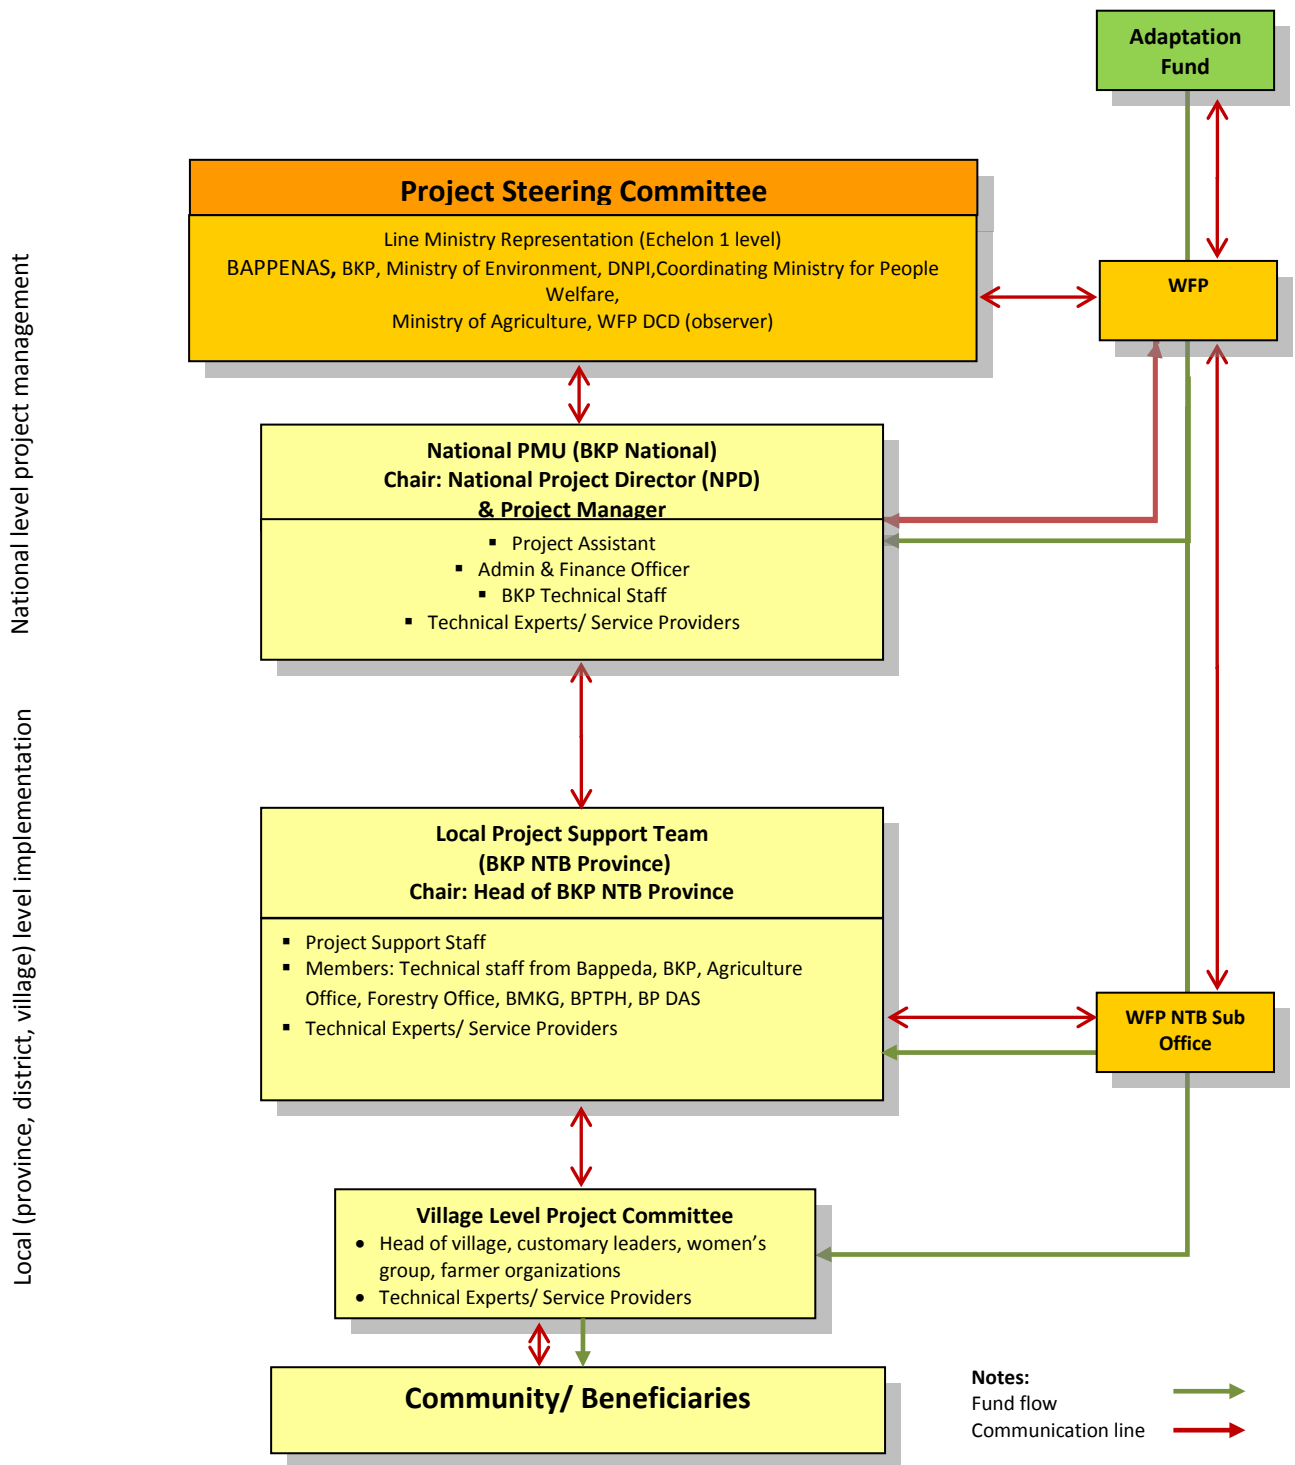 Adaptation
Fund
Project Steering Committee
Line Ministry Representation (Echelon 1 level)
BAPPENAS, BKP, Ministry of Environment, DNPI,Coordinating Ministry for People
Welfare,
Ministry of Agriculture, WFP DCD (observer)
WFP
National level project management
National PMU (BKP National)
Chair: National Project Director (NPD)
& Project Manager
▪ Project Assistant
▪ Admin & Finance Officer
▪ BKP Technical Staff
▪ Technical Experts/ Service Providers
Local (province, district, village) level implementation
Local Project Support Team
(BKP NTB Province)
Chair: Head of BKP NTB Province
▪ Project Support Staff
▪ Members: Technical staff from Bappeda, BKP, Agriculture
Office, Forestry Office, BMKG, BPTPH, BP DAS
▪ Technical Experts/ Service Providers
WFP NTB Sub
Office
Village Level Project Committee
• Head of village, customary leaders, women’s
group, farmer organizations
• Technical Experts/ Service Providers
Community/ Beneficiaries
Notes:
Fund flow
Communication line